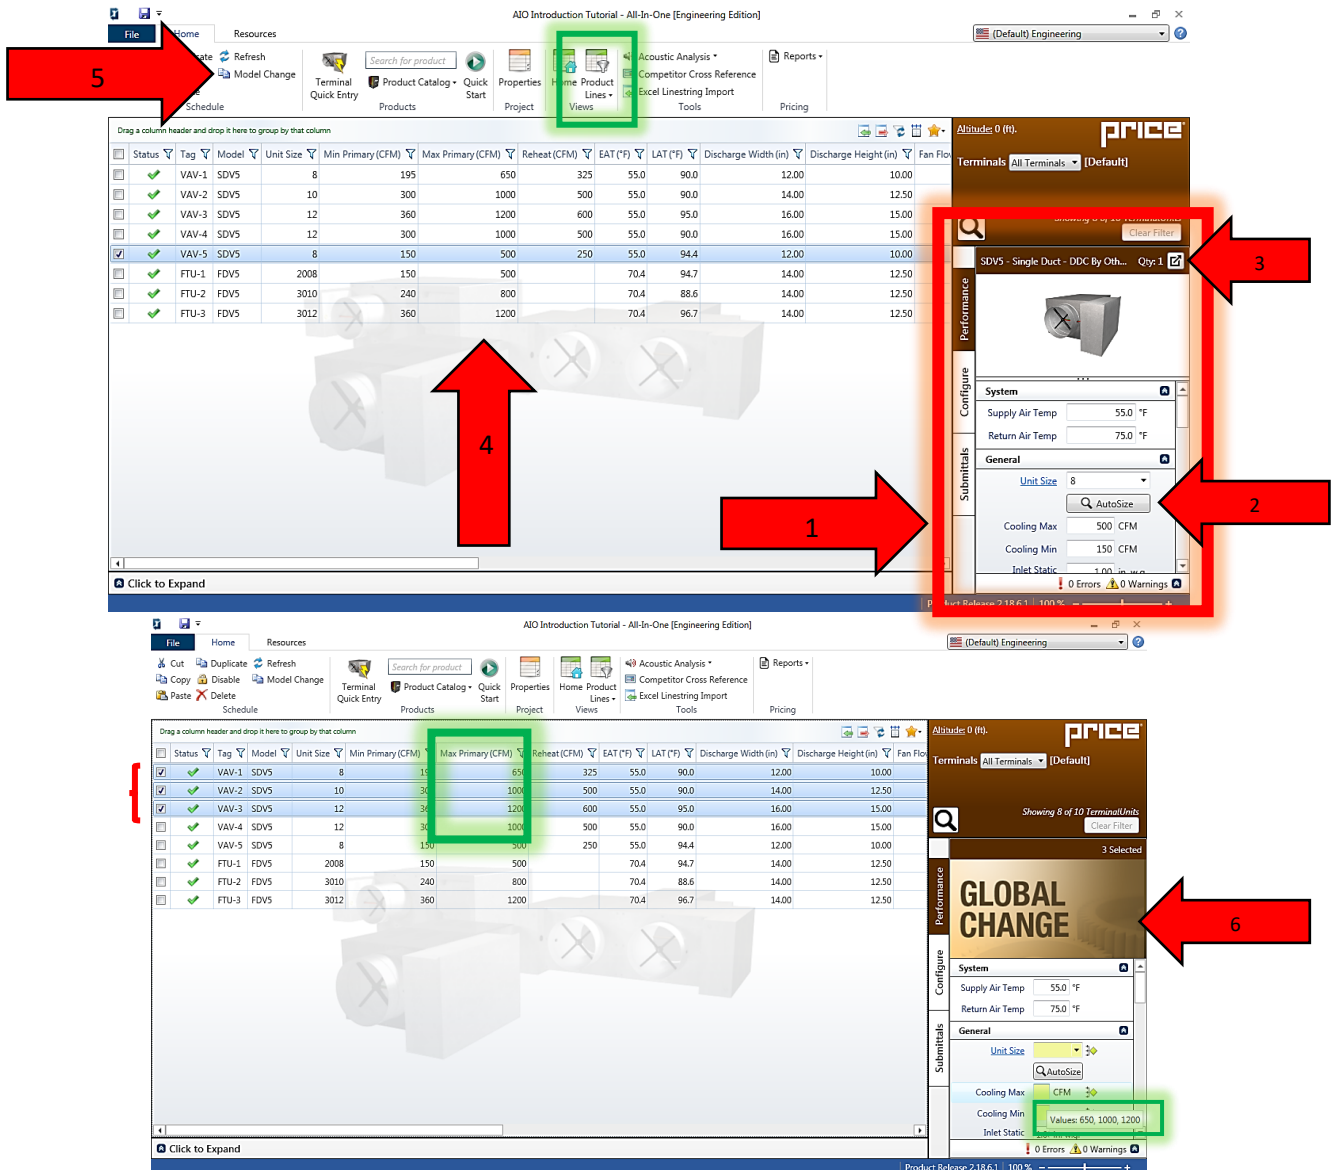 AIO Introduction Tutorial - All-In-One [Engineering Edition]
File Home Resources (Default) Engineering
Refresh
Model Change
Schedule
Terminal Quick Entry
Search for product
Product Catalog
Quick Start
Products
Properties
Project
Home Product Lines
Views
Acoustic Analysis
Competitor Cross Reference
Excel Linestring Import
Tools
Reports
Pricing
5
Drag a column header and drop it here to group by that column
Status Tag Model Unit Size Min Primary (CFM) Max Primary (CFM) Reheat (CFM) EAT (°F) LAT (°F) Discharge Width (in) Discharge Height (in) Fan Flow
VAV-1 SDV5 8 195 650 325 55.0 90.0 12.00 10.00
VAV-2 SDV5 10 300 1000 500 55.0 90.0 14.00 12.50
VAV-3 SDV5 12 360 1200 600 55.0 95.0 16.00 15.00
VAV-4 SDV5 12 300 1000 500 55.0 90.0 16.00 15.00
VAV-5 SDV5 8 150 500 250 55.0 94.4 12.00 10.00
FTU-1 FDV5 2008 150 500 70.4 94.7 14.00 12.50
FTU-2 FDV5 3010 240 800 70.4 88.6 14.00 12.50
FTU-3 FDV5 3012 360 1200 70.4 96.7 14.00 12.50
4
1
Click to Expand
Altitude: 0 (ft).
price
Terminals All Terminals [Default]
Showing 8 of 10 TerminalUnits
Clear Filter
SDV5 - Single Duct - DDC By Oth... Qty: 1
3
Performance
Configure
Submittals
System
Supply Air Temp 55.0 °F
Return Air Temp 75.0 °F
General
Unit Size 8
AutoSize
2
Cooling Max 500 CFM
Cooling Min 150 CFM
Inlet Static 1.00 in. w.g.
0 Errors 0 Warnings
Product Release 2.18.6.1 100 %
AIO Introduction Tutorial - All-In-One [Engineering Edition]
File Home Resources (Default) Engineering
Cut Duplicate Refresh
Copy Disable Model Change
Paste Delete
Schedule
Terminal Quick Entry
Search for product
Product Catalog
Quick Start
Products
Properties
Project
Home Product Lines
Views
Acoustic Analysis
Competitor Cross Reference
Excel Linestring Import
Tools
Reports
Pricing
Drag a column header and drop it here to group by that column
Status Tag Model Unit Size Min Primary (CFM) Max Primary (CFM) Reheat (CFM) EAT (°F) LAT (°F) Discharge Width (in) Discharge Height (in) Fan Flo
VAV-1 SDV5 8 650 325 55.0 90.0 12.00 10.00
VAV-2 SDV5 10 1000 500 55.0 90.0 14.00 12.50
VAV-3 SDV5 12 1200 600 55.0 95.0 16.00 15.00
VAV-4 SDV5 12 1000 500 55.0 90.0 16.00 15.00
VAV-5 SDV5 8 150 500 250 55.0 94.4 12.00 10.00
FTU-1 FDV5 2008 150 500 70.4 94.7 14.00 12.50
FTU-2 FDV5 3010 240 800 70.4 88.6 14.00 12.50
FTU-3 FDV5 3012 360 1200 70.4 96.7 14.00 12.50
Click to Expand
Altitude: 0 (ft).
price
Terminals All Terminals [Default]
Showing 8 of 10 TerminalUnits
Clear Filter
3 Selected
GLOBAL
CHANGE
6
Performance
Configure
Submittals
System
Supply Air Temp 55.0 °F
Return Air Temp 75.0 °F
General
Unit Size
AutoSize
Cooling Max CFM
Cooling Min
Values: 650, 1000, 1200
Inlet Static
0 Errors 0 Warnings
Product Release 2.18.6.1 100 %